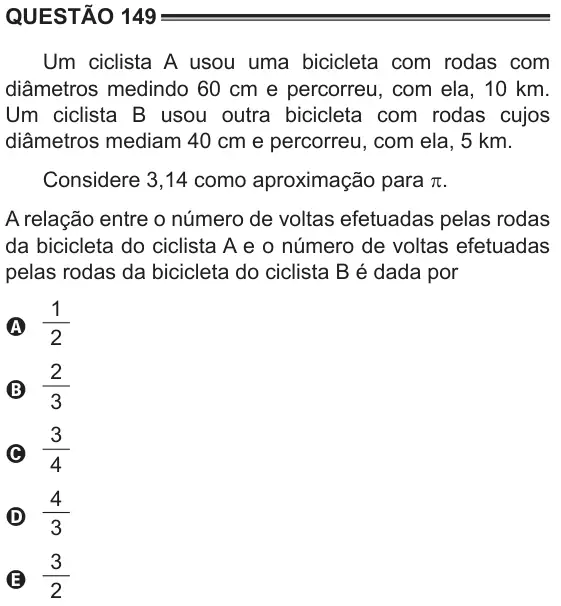 QUESTÃO 149
Um ciclista A usou uma bicicleta com rodas com
diâmetros medindo 60 cm e percorreu, com ela, 10 km.
Um ciclista B usou outra bicicleta com rodas cujos
diâmetros mediam 40 cm e percorreu, com ela, 5 km.
Considere 3,14 como aproximação para π.
A relação entre o número de voltas efetuadas pelas rodas
da bicicleta do ciclista A e o número de voltas efetuadas
pelas rodas da bicicleta do ciclista B é dada por
A 1/2
B 2/3
C 3/4
D 4/3
E 3/2